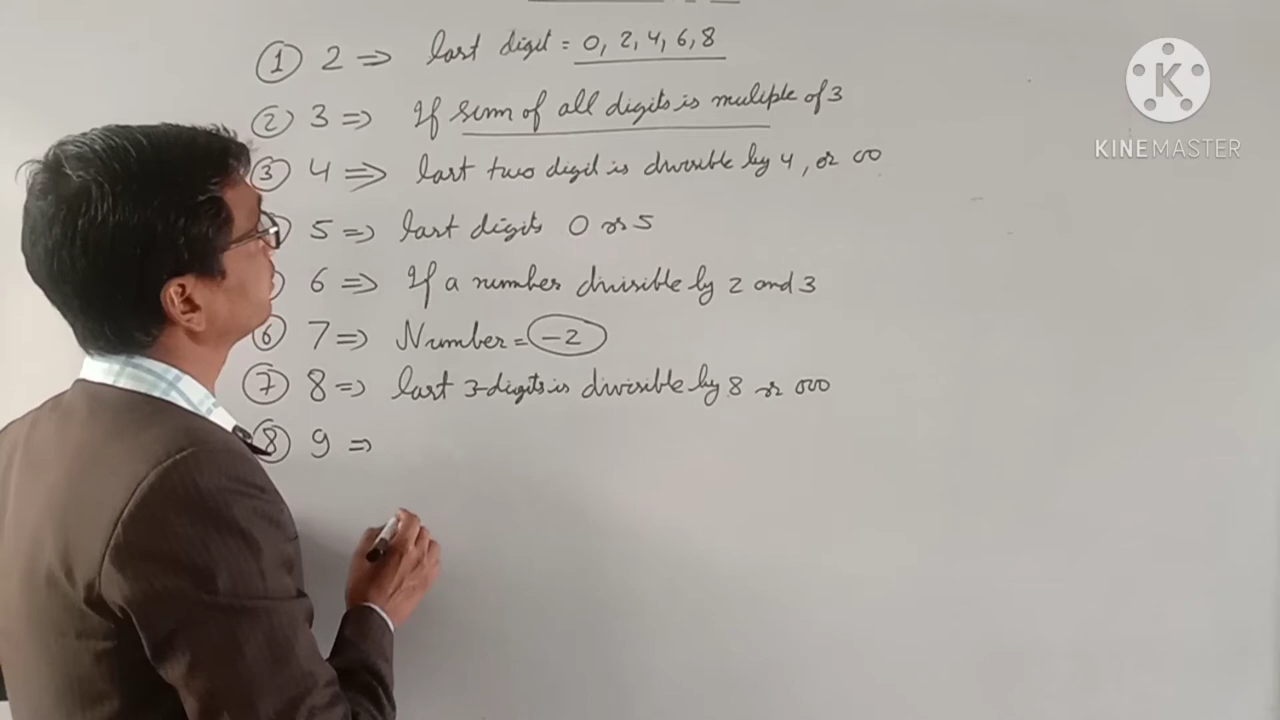 ① 2 ⇒ last digit = 0, 2, 4, 6, 8
② 3 ⇒ If sum of all digits is muliple of 3
③ 4 ⇒ last two digit is divisible by 4, or 00
5 ⇒ last digits 0 or 5
6 ⇒ If a number divisible by 2 and 3
⑥ 7 ⇒ Number = -2
⑦ 8 ⇒ last 3-digits is divisible by 8 or 000
⑧ 9 ⇒
K
KINEMASTER